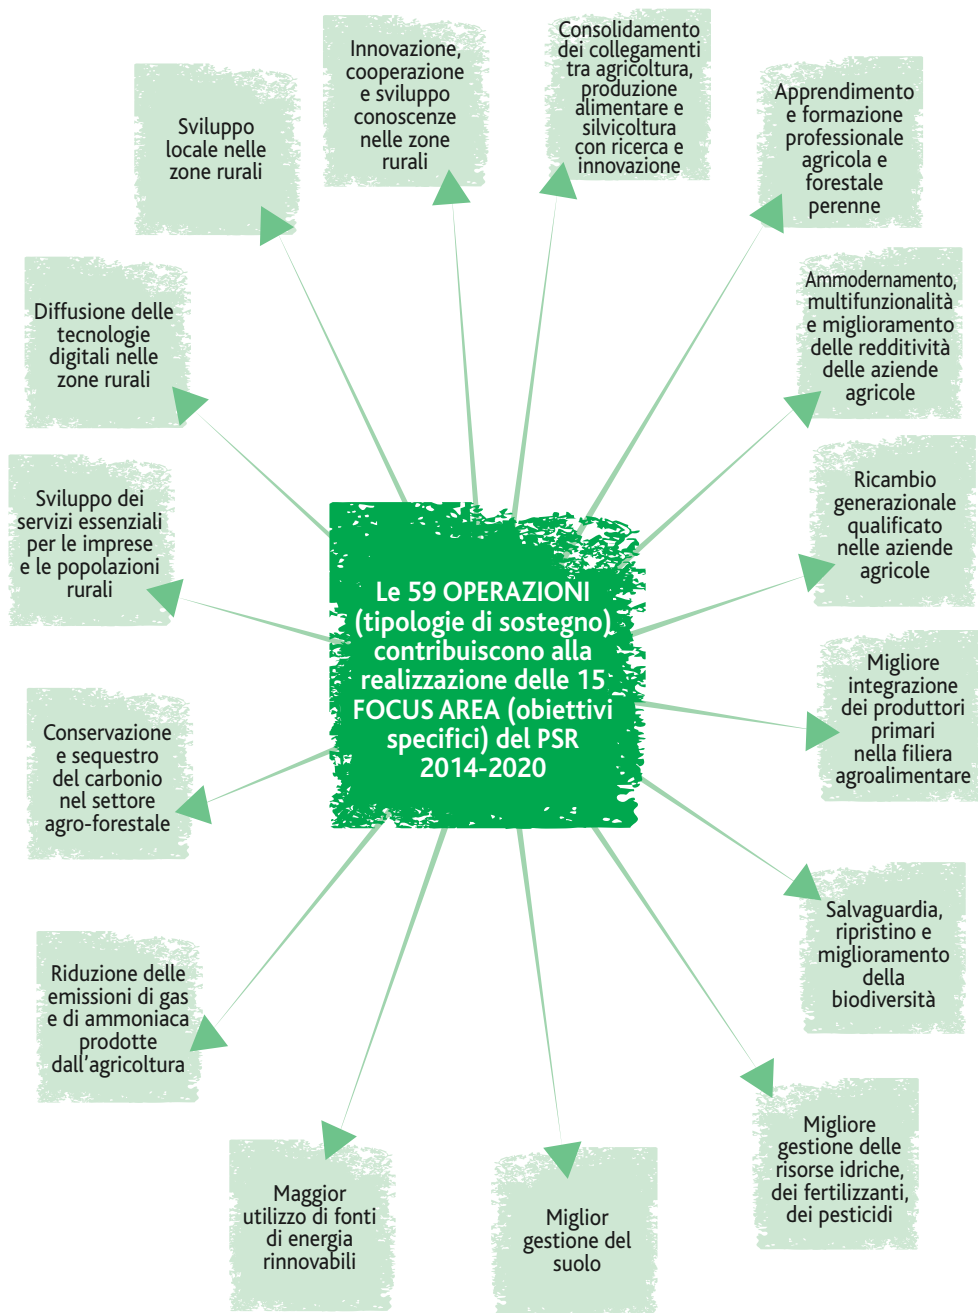 Innovazione,
cooperazione
e sviluppo
conoscenze
nelle zone
rurali
Consolidamento
dei collegamenti
tra agricoltura,
produzione
alimentare e
silvicoltura
con ricerca e
innovazione
Apprendimento
e formazione
professionale
agricola e
forestale
perenne
Ammodernamento,
multifunzionalità
e miglioramento
delle redditività
delle aziende
agricole
Ricambio
generazionale
qualificato
nelle aziende
agricole
Migliore
integrazione
dei produttori
primari
nella filiera
agroalimentare
Salvaguardia,
ripristino e
miglioramento
della
biodiversità
Migliore
gestione delle
risorse idriche,
dei fertilizzanti,
dei pesticidi
Miglior
gestione del
suolo
Maggior
utilizzo di fonti
di energia
rinnovabili
Riduzione delle
emissioni di gas
e di ammoniaca
prodotte
dall'agricoltura
Conservazione
e sequestro
del carbonio
nel settore
agro-forestale
Sviluppo dei
servizi essenziali
per le imprese
e le popolazioni
rurali
Diffusione delle
tecnologie
digitali nelle
zone rurali
Sviluppo
locale nelle
zone rurali
Le 59 OPERAZIONI
(tipologie di sostegno)
contribuiscono alla
realizzazione delle 15
FOCUS AREA (obiettivi
specifici) del PSR
2014-2020